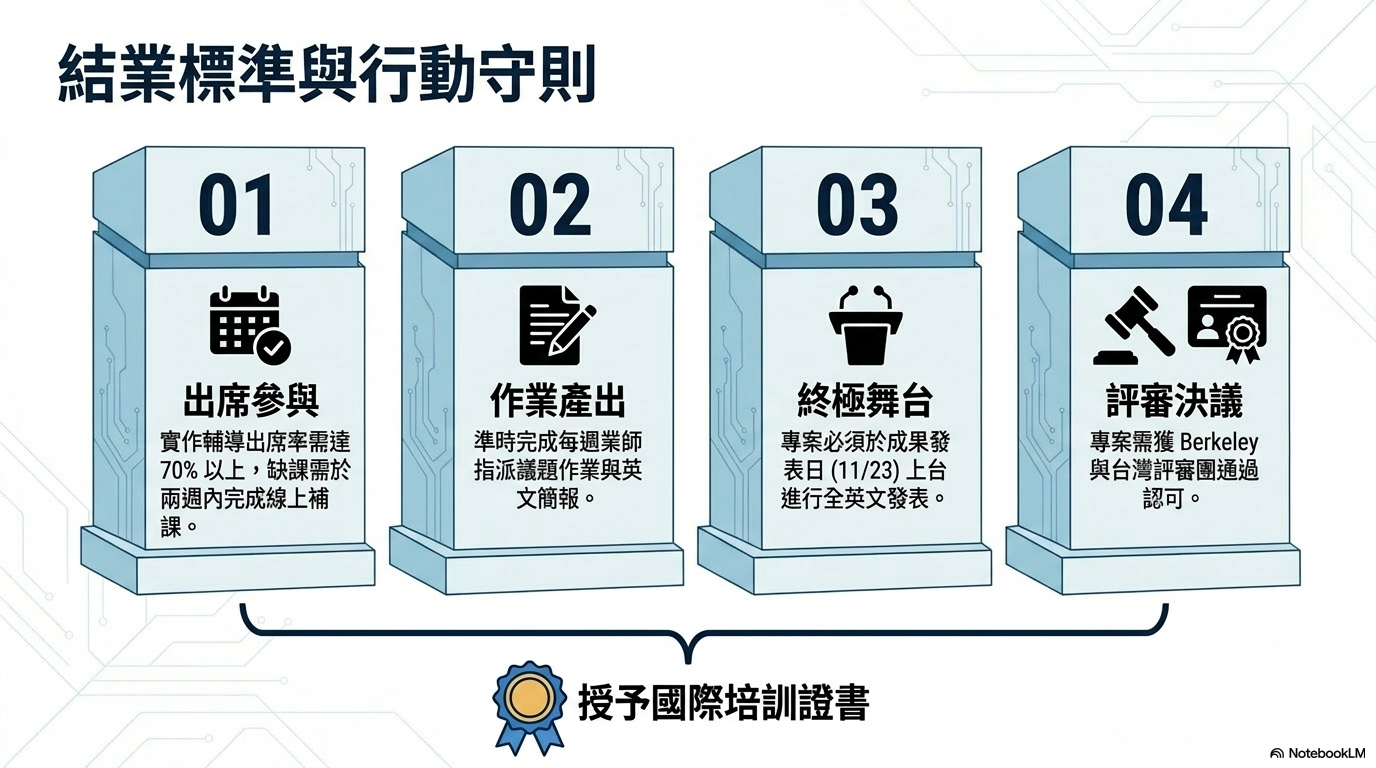 結業標準與行動守則
01
出席參與
實作輔導出席率需達
70% 以上，缺課需於
兩週內完成線上補
課。
02
作業產出
準時完成每週業師
指派議題作業與英
文簡報。
03
終極舞台
專案必須於成果發
表日 (11/23) 上台
進行全英文發表。
04
評審決議
專案需獲 Berkeley
與台灣評審團通過
認可。
授予國際培訓證書
NotebookLM